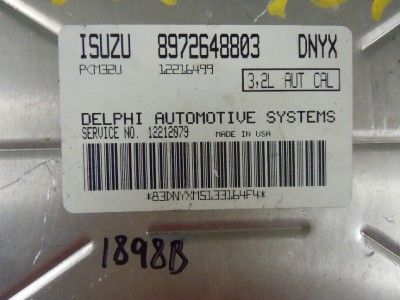 ISUZU 8972648803 DNYX
PCM32U 12216499 3.2L AUT CAL
DELPHI AUTOMOTIVE SYSTEMS
SERVICE NO. 12212079 MADE IN USA
*83DNYXM5133164F4*
1898B